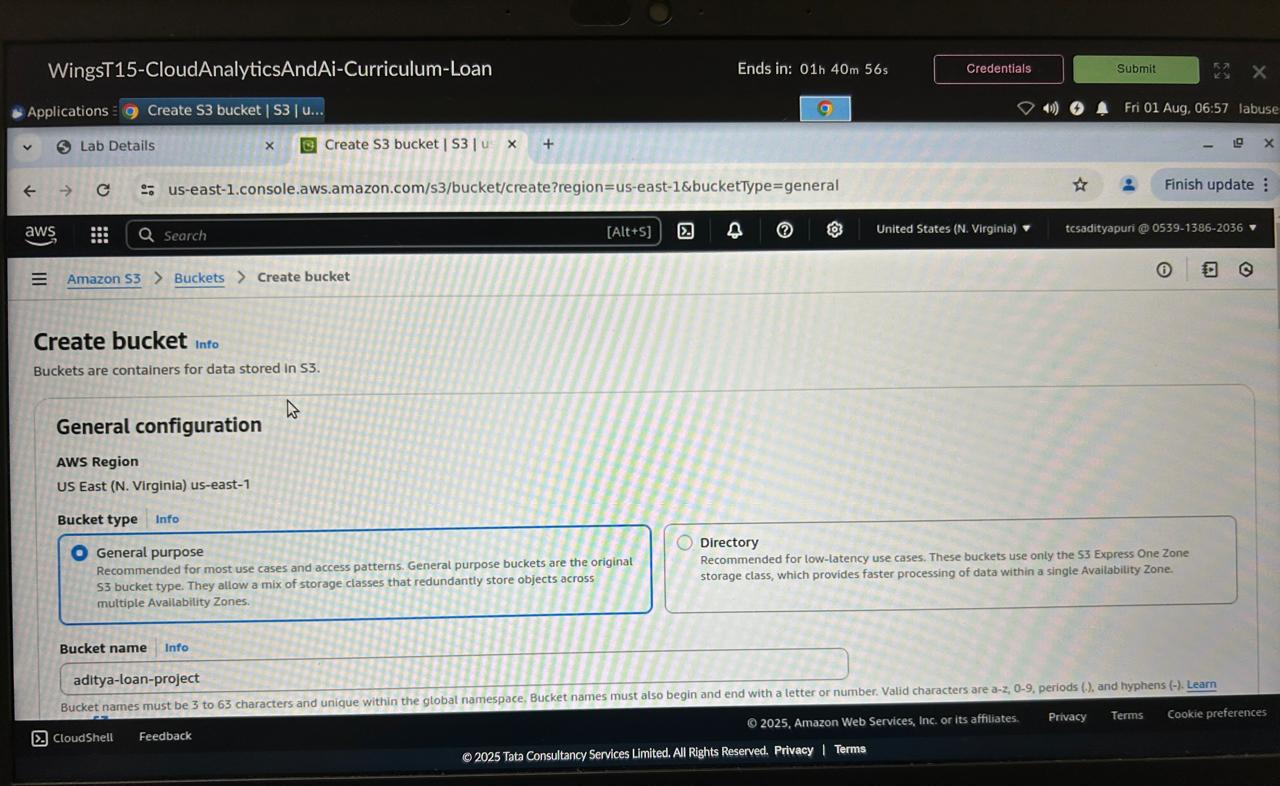 WingsT15-CloudAnalyticsAndAi-Curriculum-Loan
Ends in: 01h 40m 56s
Credentials
Submit
Applications
Create S3 bucket | S3 | u...
Fri 01 Aug, 06:57
labuse
Lab Details
Create S3 bucket | S3 | u
us-east-1.console.aws.amazon.com/s3/bucket/create?region=us-east-1&bucketType=general
Finish update
aws
Search
[Alt+S]
United States (N. Virginia)
tcsadityapuri @ 0539-1386-2036
Amazon S3 > Buckets > Create bucket
Create bucket Info
Buckets are containers for data stored in S3.
General configuration
AWS Region
US East (N. Virginia) us-east-1
Bucket type Info
General purpose
Recommended for most use cases and access patterns. General purpose buckets are the original
S3 bucket type. They allow a mix of storage classes that redundantly store objects across
multiple Availability Zones.
Directory
Recommended for low-latency use cases. These buckets use only the S3 Express One Zone
storage class, which provides faster processing of data within a single Availability Zone.
Bucket name Info
aditya-loan-project
Bucket names must be 3 to 63 characters and unique within the global namespace. Bucket names must also begin and end with a letter or number. Valid characters are a-z, 0-9, periods (.), and hyphens (-). Learn
CloudShell
Feedback
© 2025, Amazon Web Services, Inc. or its affiliates.
Privacy
Terms
Cookie preferences
© 2025 Tata Consultancy Services Limited. All Rights Reserved. Privacy | Terms